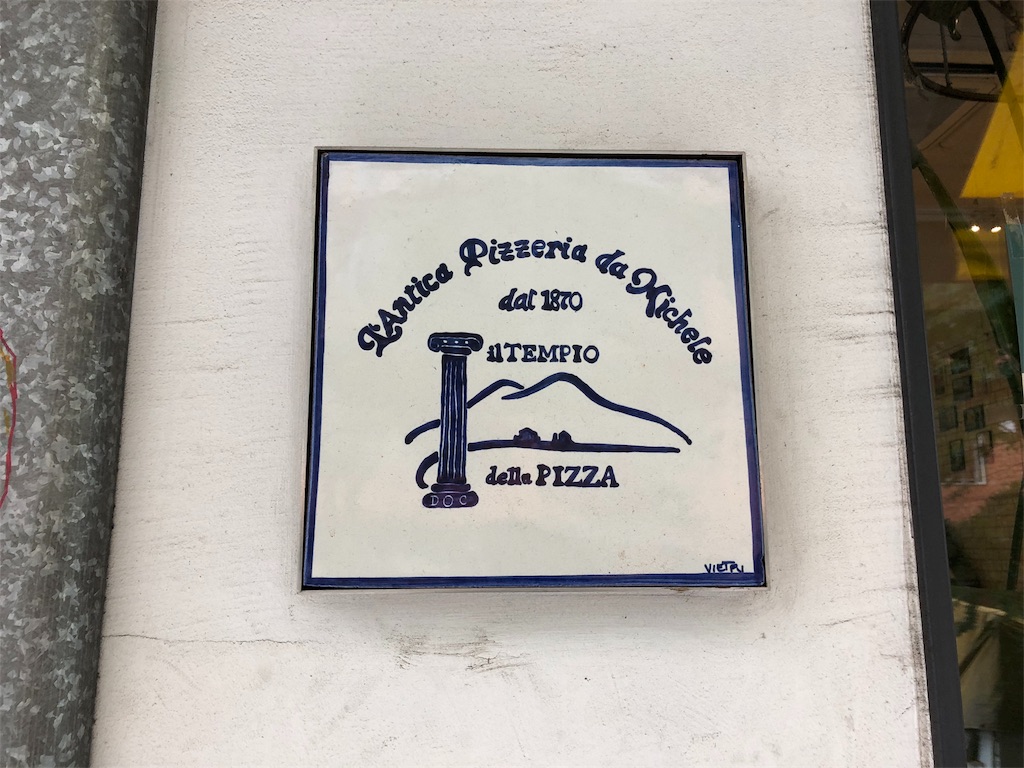 L'Antica Pizzeria da Michele
dal 1870
il TEMPIO
della PIZZA
DOC
VIETRI